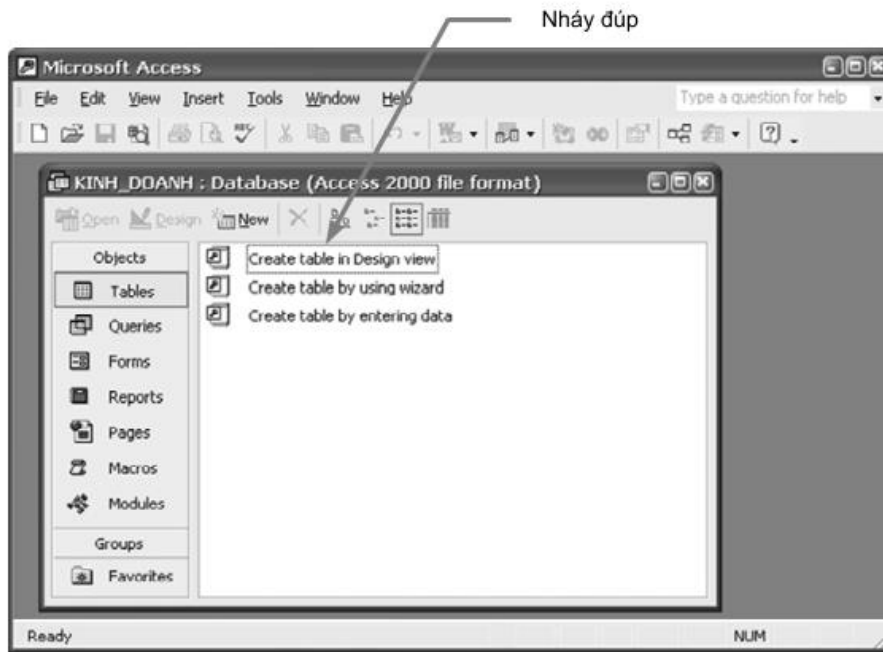 Nháy đúp
Microsoft Access
File Edit View Insert Tools Window Help Type a question for help
KINH_DOANH : Database (Access 2000 file format)
Open Design New
Objects
Tables
Queries
Forms
Reports
Pages
Macros
Modules
Groups
Favorites
Create table in Design view
Create table by using wizard
Create table by entering data
Ready NUM